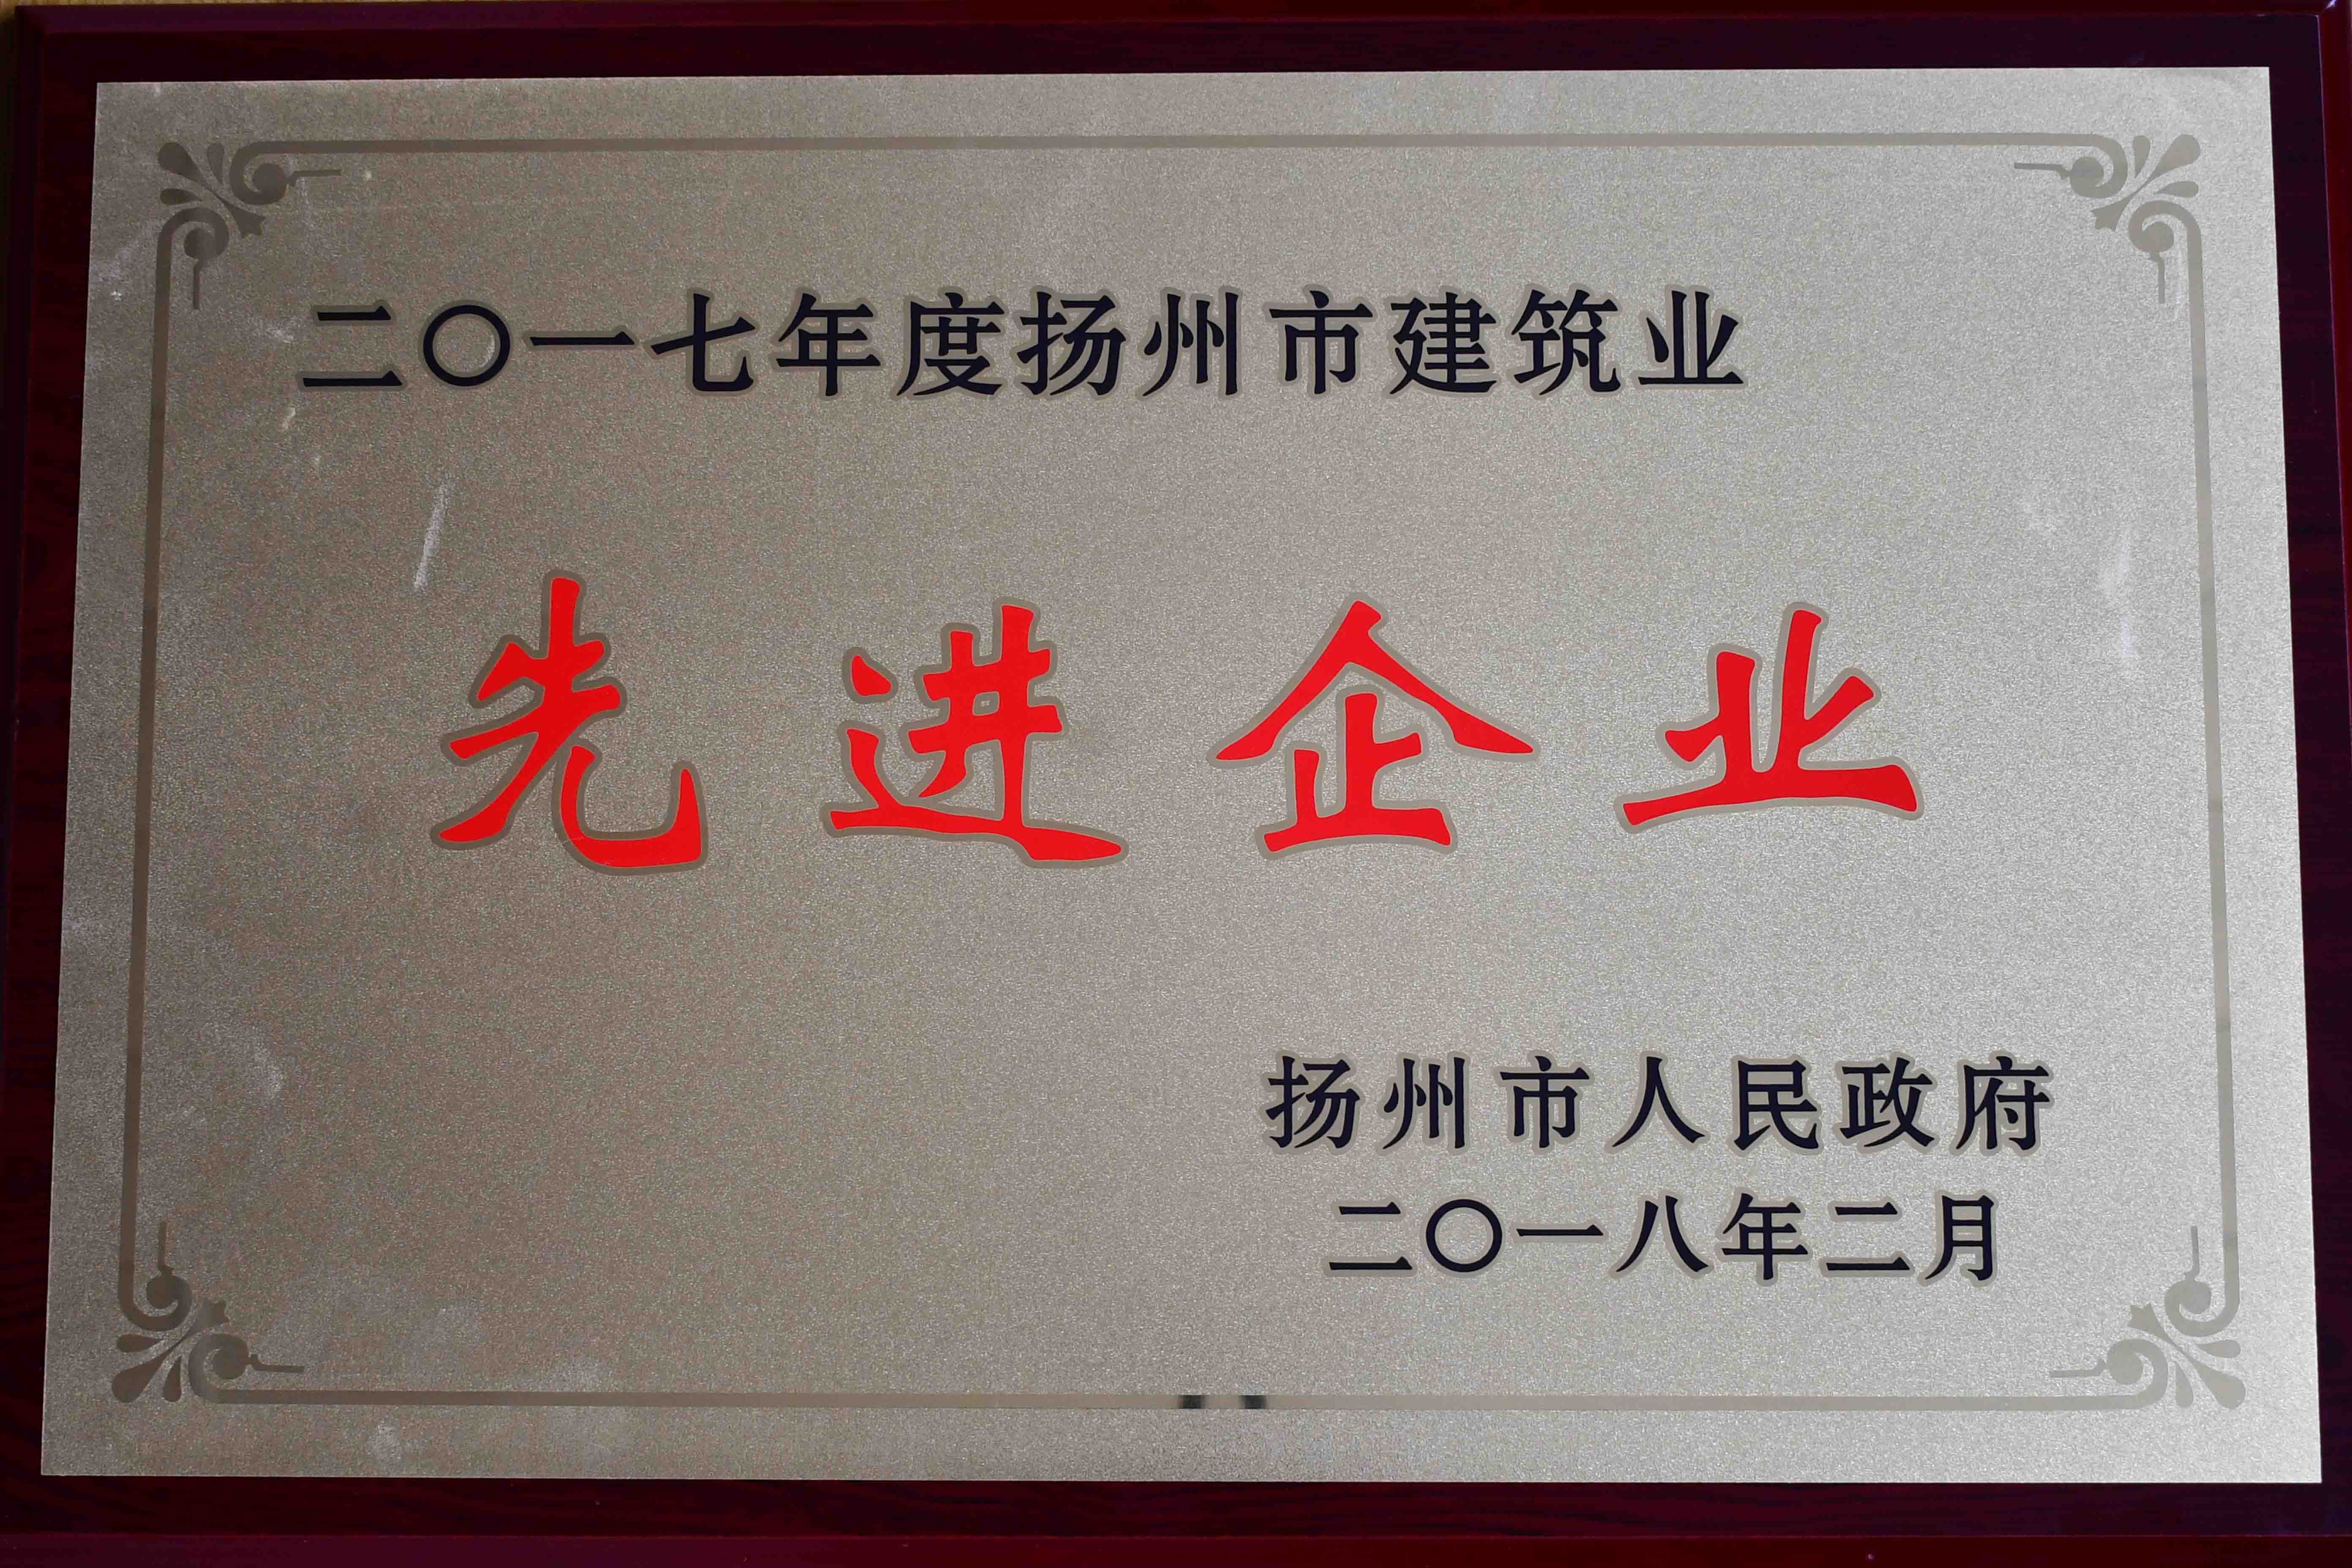 二〇一七年度扬州市建筑业
先进企业
扬州市人民政府
二〇一八年二月